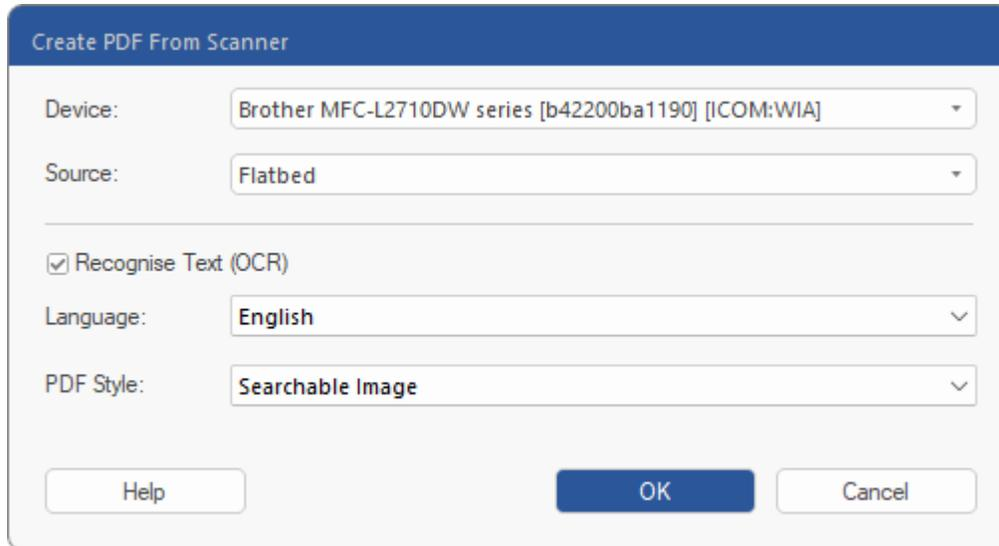 Create PDF From Scanner
Device: Brother MFC-L2710DW series [b42200ba1190] [ICOM:WIA]
Source: Flatbed
Recognise Text (OCR)
Language: English
PDF Style: Searchable Image
Help OK Cancel